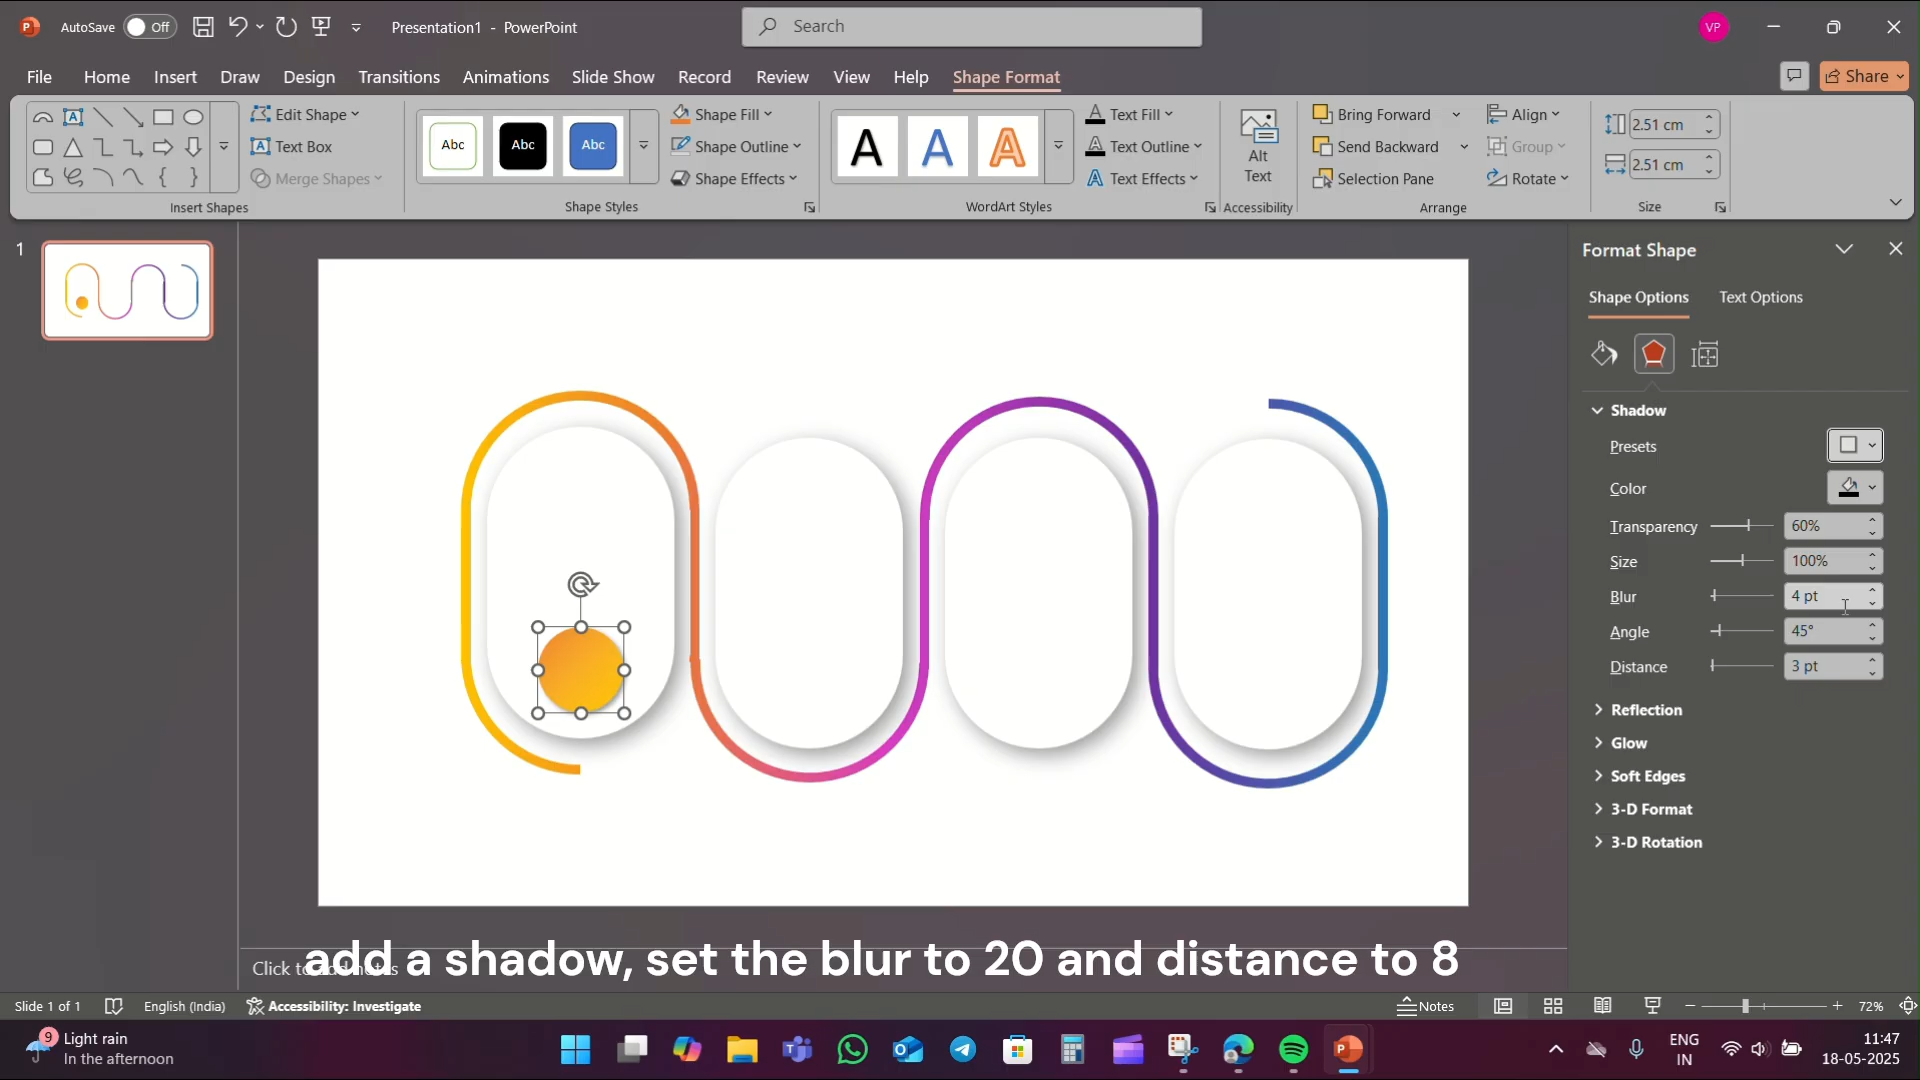 AutoSave Off Presentation1 - PowerPoint Search VP
File Home Insert Draw Design Transitions Animations Slide Show Record Review View Help Shape Format Share
Edit Shape
Text Box
Merge Shapes
Insert Shapes
Abc Abc Abc
Shape Fill
Shape Outline
Shape Effects
Shape Styles
A A A
Text Fill
Text Outline
Text Effects
WordArt Styles
Alt
Text
Accessibility
Bring Forward
Send Backward
Selection Pane
Align
Group
Rotate
Arrange
2.51 cm
2.51 cm
Size
1
Format Shape
Shape Options Text Options
Shadow
Presets
Color
Transparency 60%
Size 100%
Blur 4 pt
Angle 45°
Distance 3 pt
Reflection
Glow
Soft Edges
3-D Format
3-D Rotation
add a shadow, set the blur to 20 and distance to 8
Click to add notes
Slide 1 of 1 English (India) Accessibility: Investigate Notes 72%
9 Light rain
In the afternoon
ENG
IN
11:47
18-05-2025